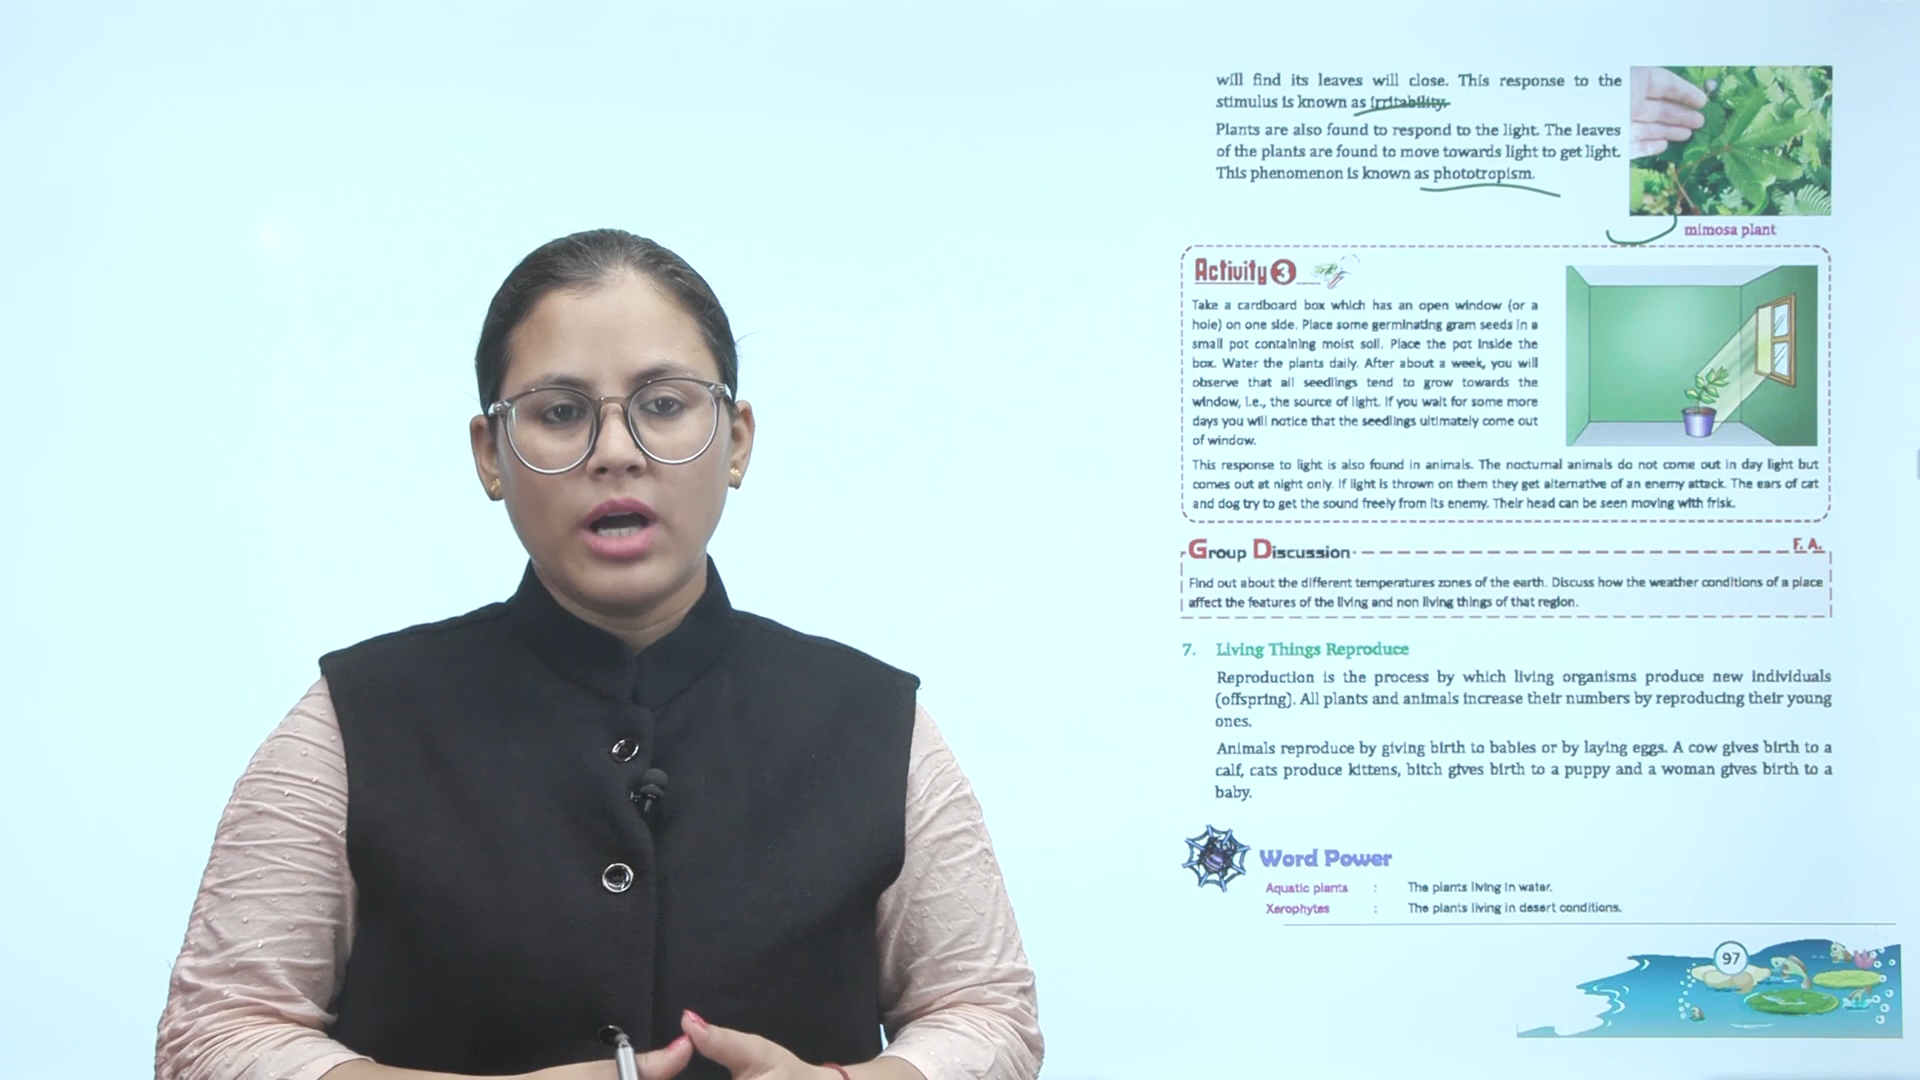 will find its leaves will close. This response to the
stimulus is known as irritability.
Plants are also found to respond to the light. The leaves
of the plants are found to move towards light to get light.
This phenomenon is known as phototropism.
mimosa plant
Activity 3
Take a cardboard box which has an open window (or a
hole) on one side. Place some germinating gram seeds in a
small pot containing moist soil. Place the pot inside the
box. Water the plants daily. After about a week, you will
observe that all seedlings tend to grow towards the
window, i.e., the source of light. If you wait for some more
days you will notice that the seedlings ultimately come out
of window.
This response to light is also found in animals. The nocturnal animals do not come out in day light but
comes out at night only. If light is thrown on them they get alternative of an enemy attack. The ears of cat
and dog try to get the sound freely from its enemy. Their head can be seen moving with frisk.
Group Discussion
F. A.
Find out about the different temperatures zones of the earth. Discuss how the weather conditions of a place
affect the features of the living and non living things of that region.
7. Living Things Reproduce
Reproduction is the process by which living organisms produce new individuals
(offspring). All plants and animals increase their numbers by reproducing their young
ones.
Animals reproduce by giving birth to babies or by laying eggs. A cow gives birth to a
calf, cats produce kittens, bitch gives birth to a puppy and a woman gives birth to a
baby.
Word Power
Aquatic plants : The plants living in water.
Xerophytes : The plants living in desert conditions.
97